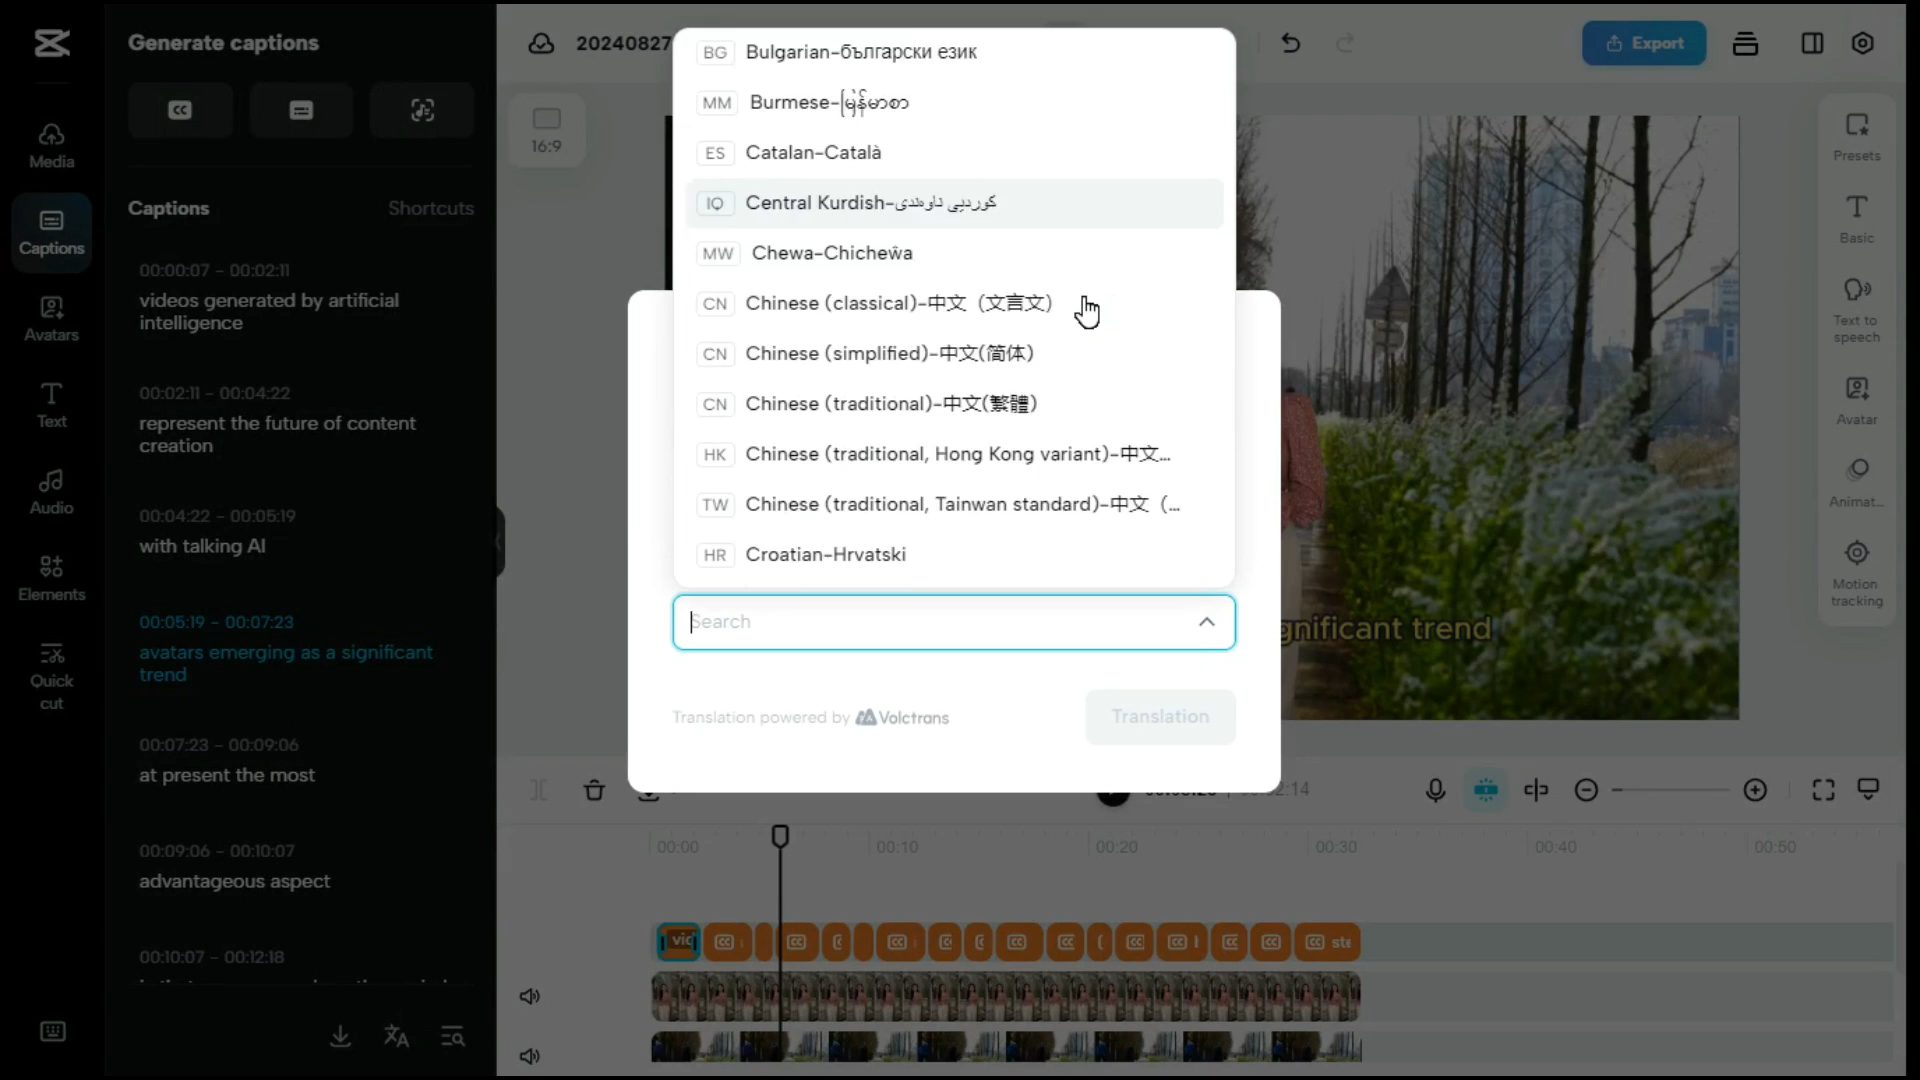 Generate captions
Media
Captions
Avatars
Text
Audio
Elements
Quick
cut
Captions
Shortcuts
00:00:07 - 00:02:11
videos generated by artificial
intelligence
00:02:11 - 00:04:22
represent the future of content
creation
00:04:22 - 00:05:19
with talking AI
00:05:19 - 00:07:23
avatars emerging as a significant
trend
00:07:23 - 00:09:06
at present the most
00:09:06 - 00:10:07
advantageous aspect
00:10:07 - 00:12:18
20240827
Export
16:9
BG Bulgarian-български език
MM Burmese-မြန်မာစာ
ES Catalan-Català
IQ Central Kurdish-کوردیی ناوەندی
MW Chewa-Chicheŵa
CN Chinese (classical)-中文（文言文）
CN Chinese (simplified)-中文(简体)
CN Chinese (traditional)-中文(繁體)
HK Chinese (traditional, Hong Kong variant)-中文...
TW Chinese (traditional, Tainwan standard)-中文（...
HR Croatian-Hrvatski
Search
Translation powered by Volctrans
Translation
gnificant trend
Presets
Basic
Text to
speech
Avatar
Animat...
Motion
tracking
00:00
00:10
00:20
00:30
00:40
00:50